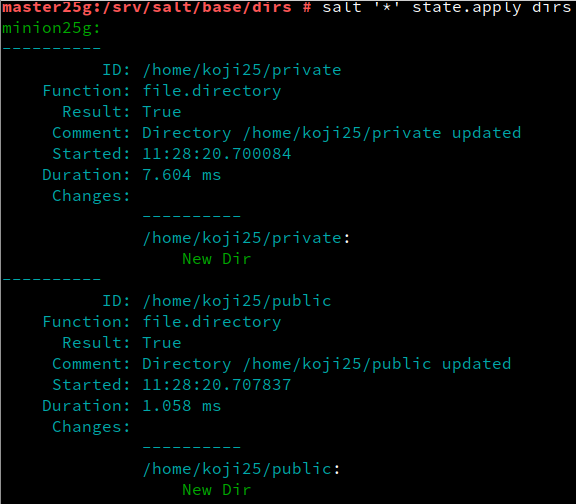 master25g:/srv/salt/base/dirs # salt '*' state.apply dirs
minion25g:
----------
          ID: /home/koji25/private
    Function: file.directory
      Result: True
     Comment: Directory /home/koji25/private updated
     Started: 11:28:20.700084
    Duration: 7.604 ms
     Changes:
              ----------
              /home/koji25/private:
                  New Dir
----------
          ID: /home/koji25/public
    Function: file.directory
      Result: True
     Comment: Directory /home/koji25/public updated
     Started: 11:28:20.707837
    Duration: 1.058 ms
     Changes:
              ----------
              /home/koji25/public:
                  New Dir